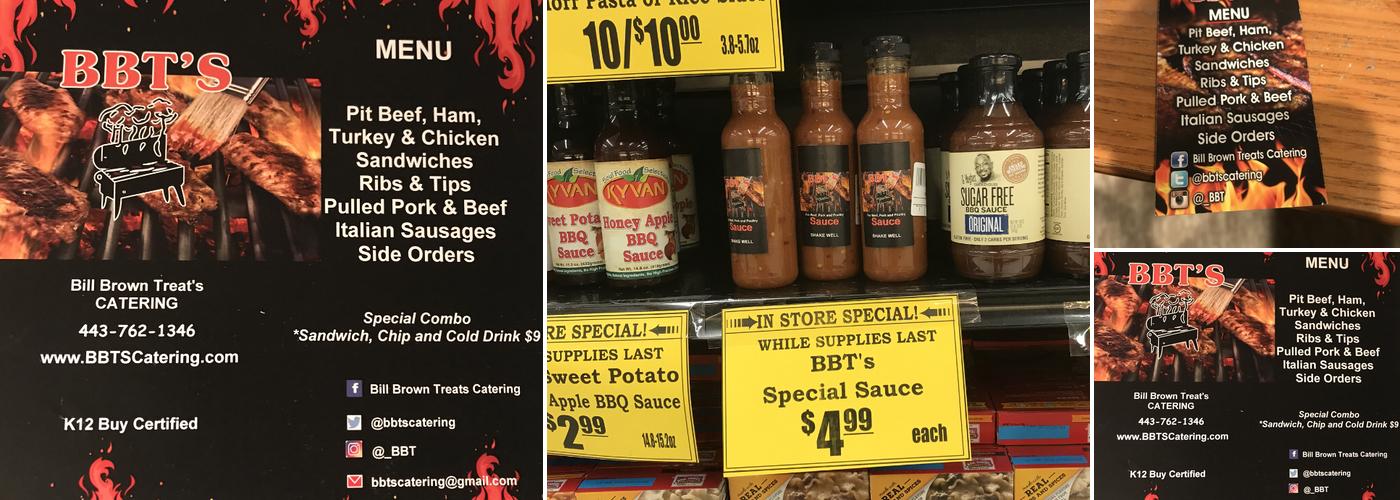 BBT'S
MENU
Pit Beef, Ham,
Turkey & Chicken
Sandwiches
Ribs & Tips
Pulled Pork & Beef
Italian Sausages
Side Orders
Bill Brown Treat's
CATERING
443-762-1346
www.BBTSCatering.com
K12 Buy Certified
Special Combo
*Sandwich, Chip and Cold Drink $9
Bill Brown Treats Catering
@bbtscatering
@_BBT
bbtscatering@gmail.com
10/$10.00
3.8-5.7oz
KYVAN
Honey Apple
BBQ
Sauce
BBT'S
Sauce
SHAKE WELL
BBT'S
Sauce
SHAKE WELL
SUGAR FREE
BBQ SAUCE
ORIGINAL
RE SPECIAL!
SUPPLIES LAST
Sweet Potato
Apple BBQ Sauce
$2.99
14.8-15.2oz
IN STORE SPECIAL!
WHILE SUPPLIES LAST
BBT's
Special Sauce
$4.99
each
MENU
Pit Beef, Ham,
Turkey & Chicken
Sandwiches
Ribs & Tips
Pulled Pork & Beef
Italian Sausages
Side Orders
Bill Brown Treats Catering
@bbtscatering
@_BBT
BBT'S
MENU
Pit Beef, Ham,
Turkey & Chicken
Sandwiches
Ribs & Tips
Pulled Pork & Beef
Italian Sausages
Side Orders
Bill Brown Treat's
CATERING
443-762-1346
www.BBTSCatering.com
K12 Buy Certified
Special Combo
*Sandwich, Chip and Cold Drink $9
Bill Brown Treats Catering
@bbtscatering
@_BBT